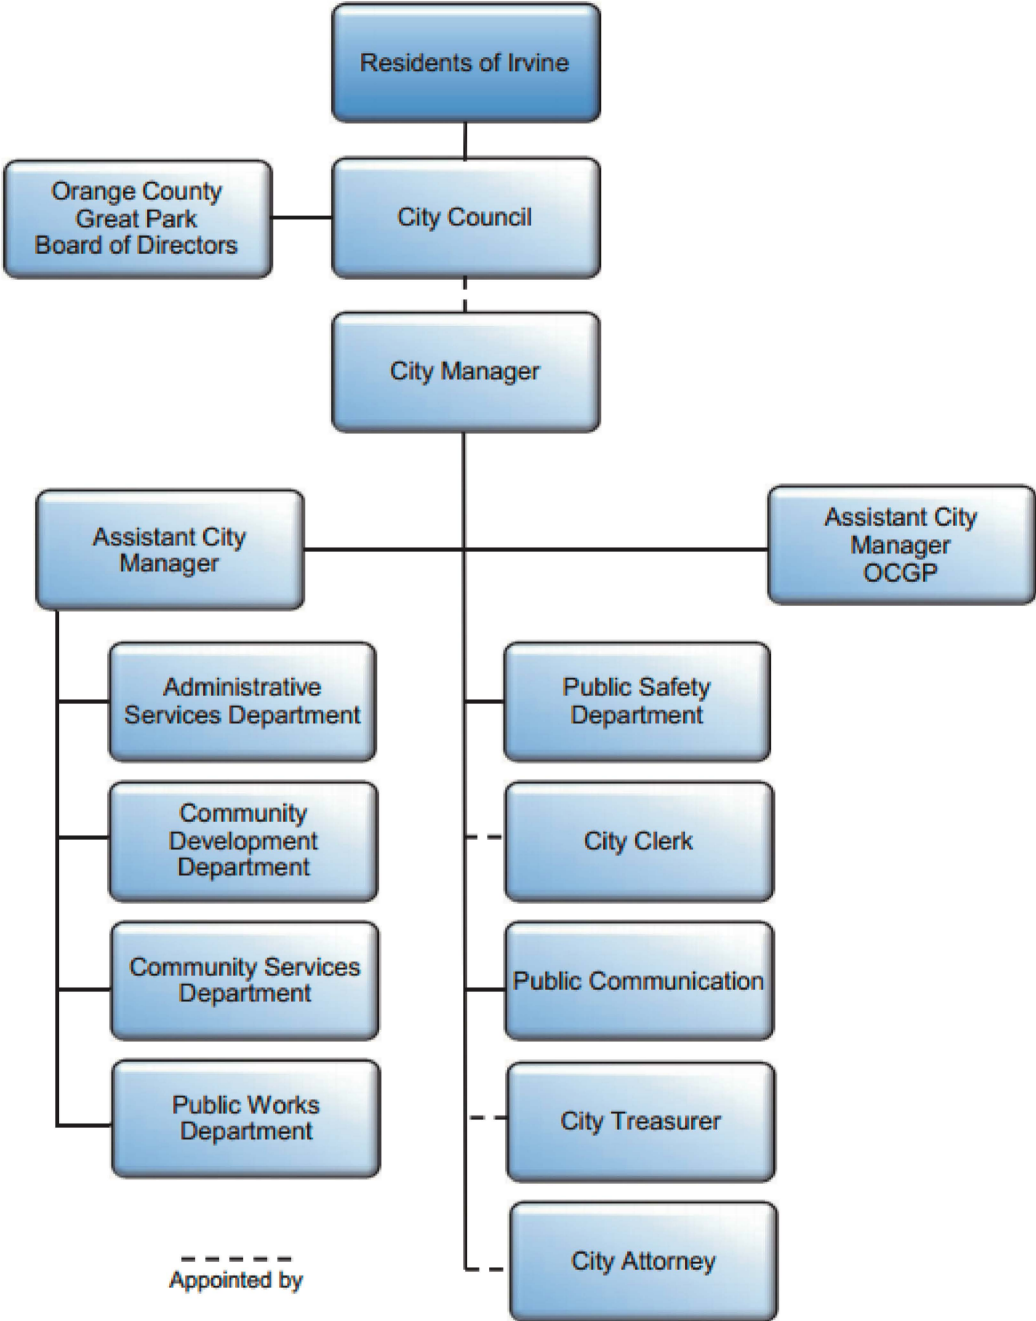 Residents of Irvine
Orange County
Great Park
Board of Directors
City Council
City Manager
Assistant City
Manager
Assistant City
Manager
OCGP
Administrative
Services Department
Public Safety
Department
Community
Development
Department
City Clerk
Community Services
Department
Public Communication
Public Works
Department
City Treasurer
City Attorney
Appointed by